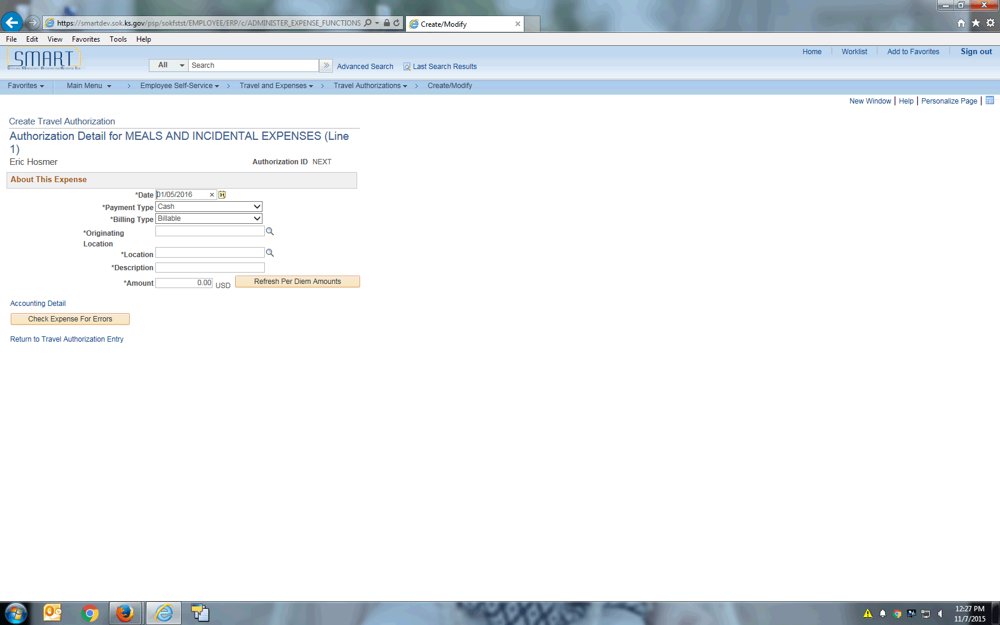 https://smartdev.sok.ks.gov/psp/sokfstst/EMPLOYEE/ERP/c/ADMINISTER_EXPENSE_FUNCTIONS
Create/Modify
File Edit View Favorites Tools Help
SMART
Home Worklist Add to Favorites Sign out
All Search Advanced Search Last Search Results
Favorites Main Menu > Employee Self-Service > Travel and Expenses > Travel Authorizations > Create/Modify
New Window | Help | Personalize Page |
Create Travel Authorization
Authorization Detail for MEALS AND INCIDENTAL EXPENSES (Line
1)
Eric Hosmer Authorization ID NEXT
About This Expense
*Date 01/05/2016
31
*Payment Type Cash
*Billing Type Billable
*Originating
Location
*Location
*Description
*Amount 0.00 USD Refresh Per Diem Amounts
Accounting Detail
Check Expense For Errors
Return to Travel Authorization Entry
12:27 PM
11/7/2015